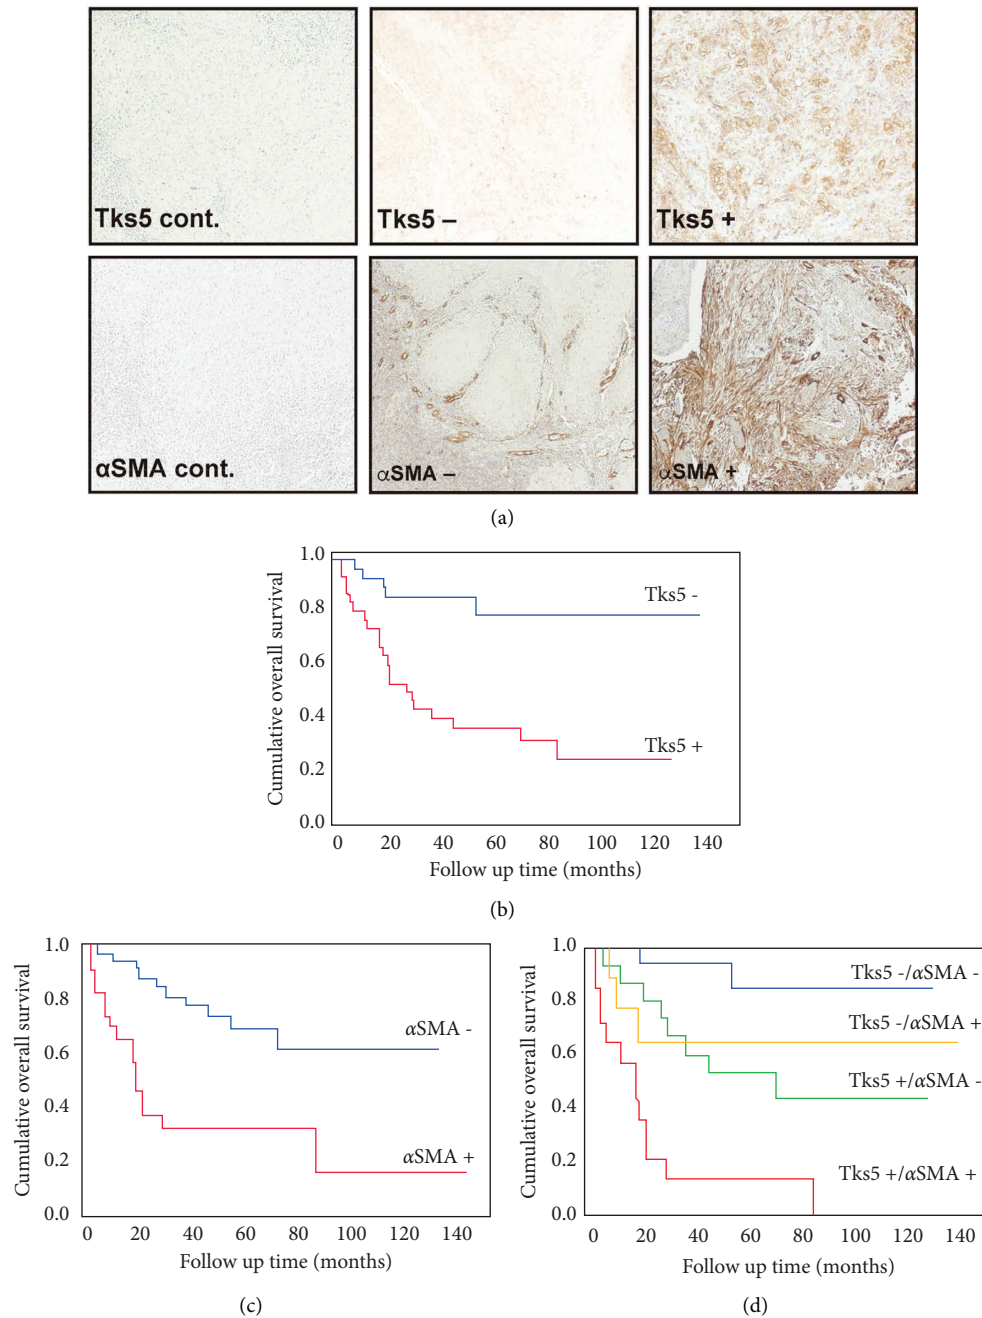 Tks5 cont.
Tks5 –
Tks5 +
αSMA cont.
αSMA –
αSMA +
(a)
Cumulative overall survival
1.0
0.8
0.6
0.4
0.2
0.0
Tks5 -
Tks5 +
0 20 40 60 80 100 120 140
Follow up time (months)
(b)
Cumulative overall survival
1.0
0.8
0.6
0.4
0.2
0.0
αSMA -
αSMA +
0 20 40 60 80 100 120 140
Follow up time (months)
(c)
Cumulative overall survival
1.0
0.8
0.6
0.4
0.2
0.0
Tks5 -/αSMA -
Tks5 -/αSMA +
Tks5 +/αSMA -
Tks5 +/αSMA +
0 20 40 60 80 100 120 140
Follow up time (months)
(d)